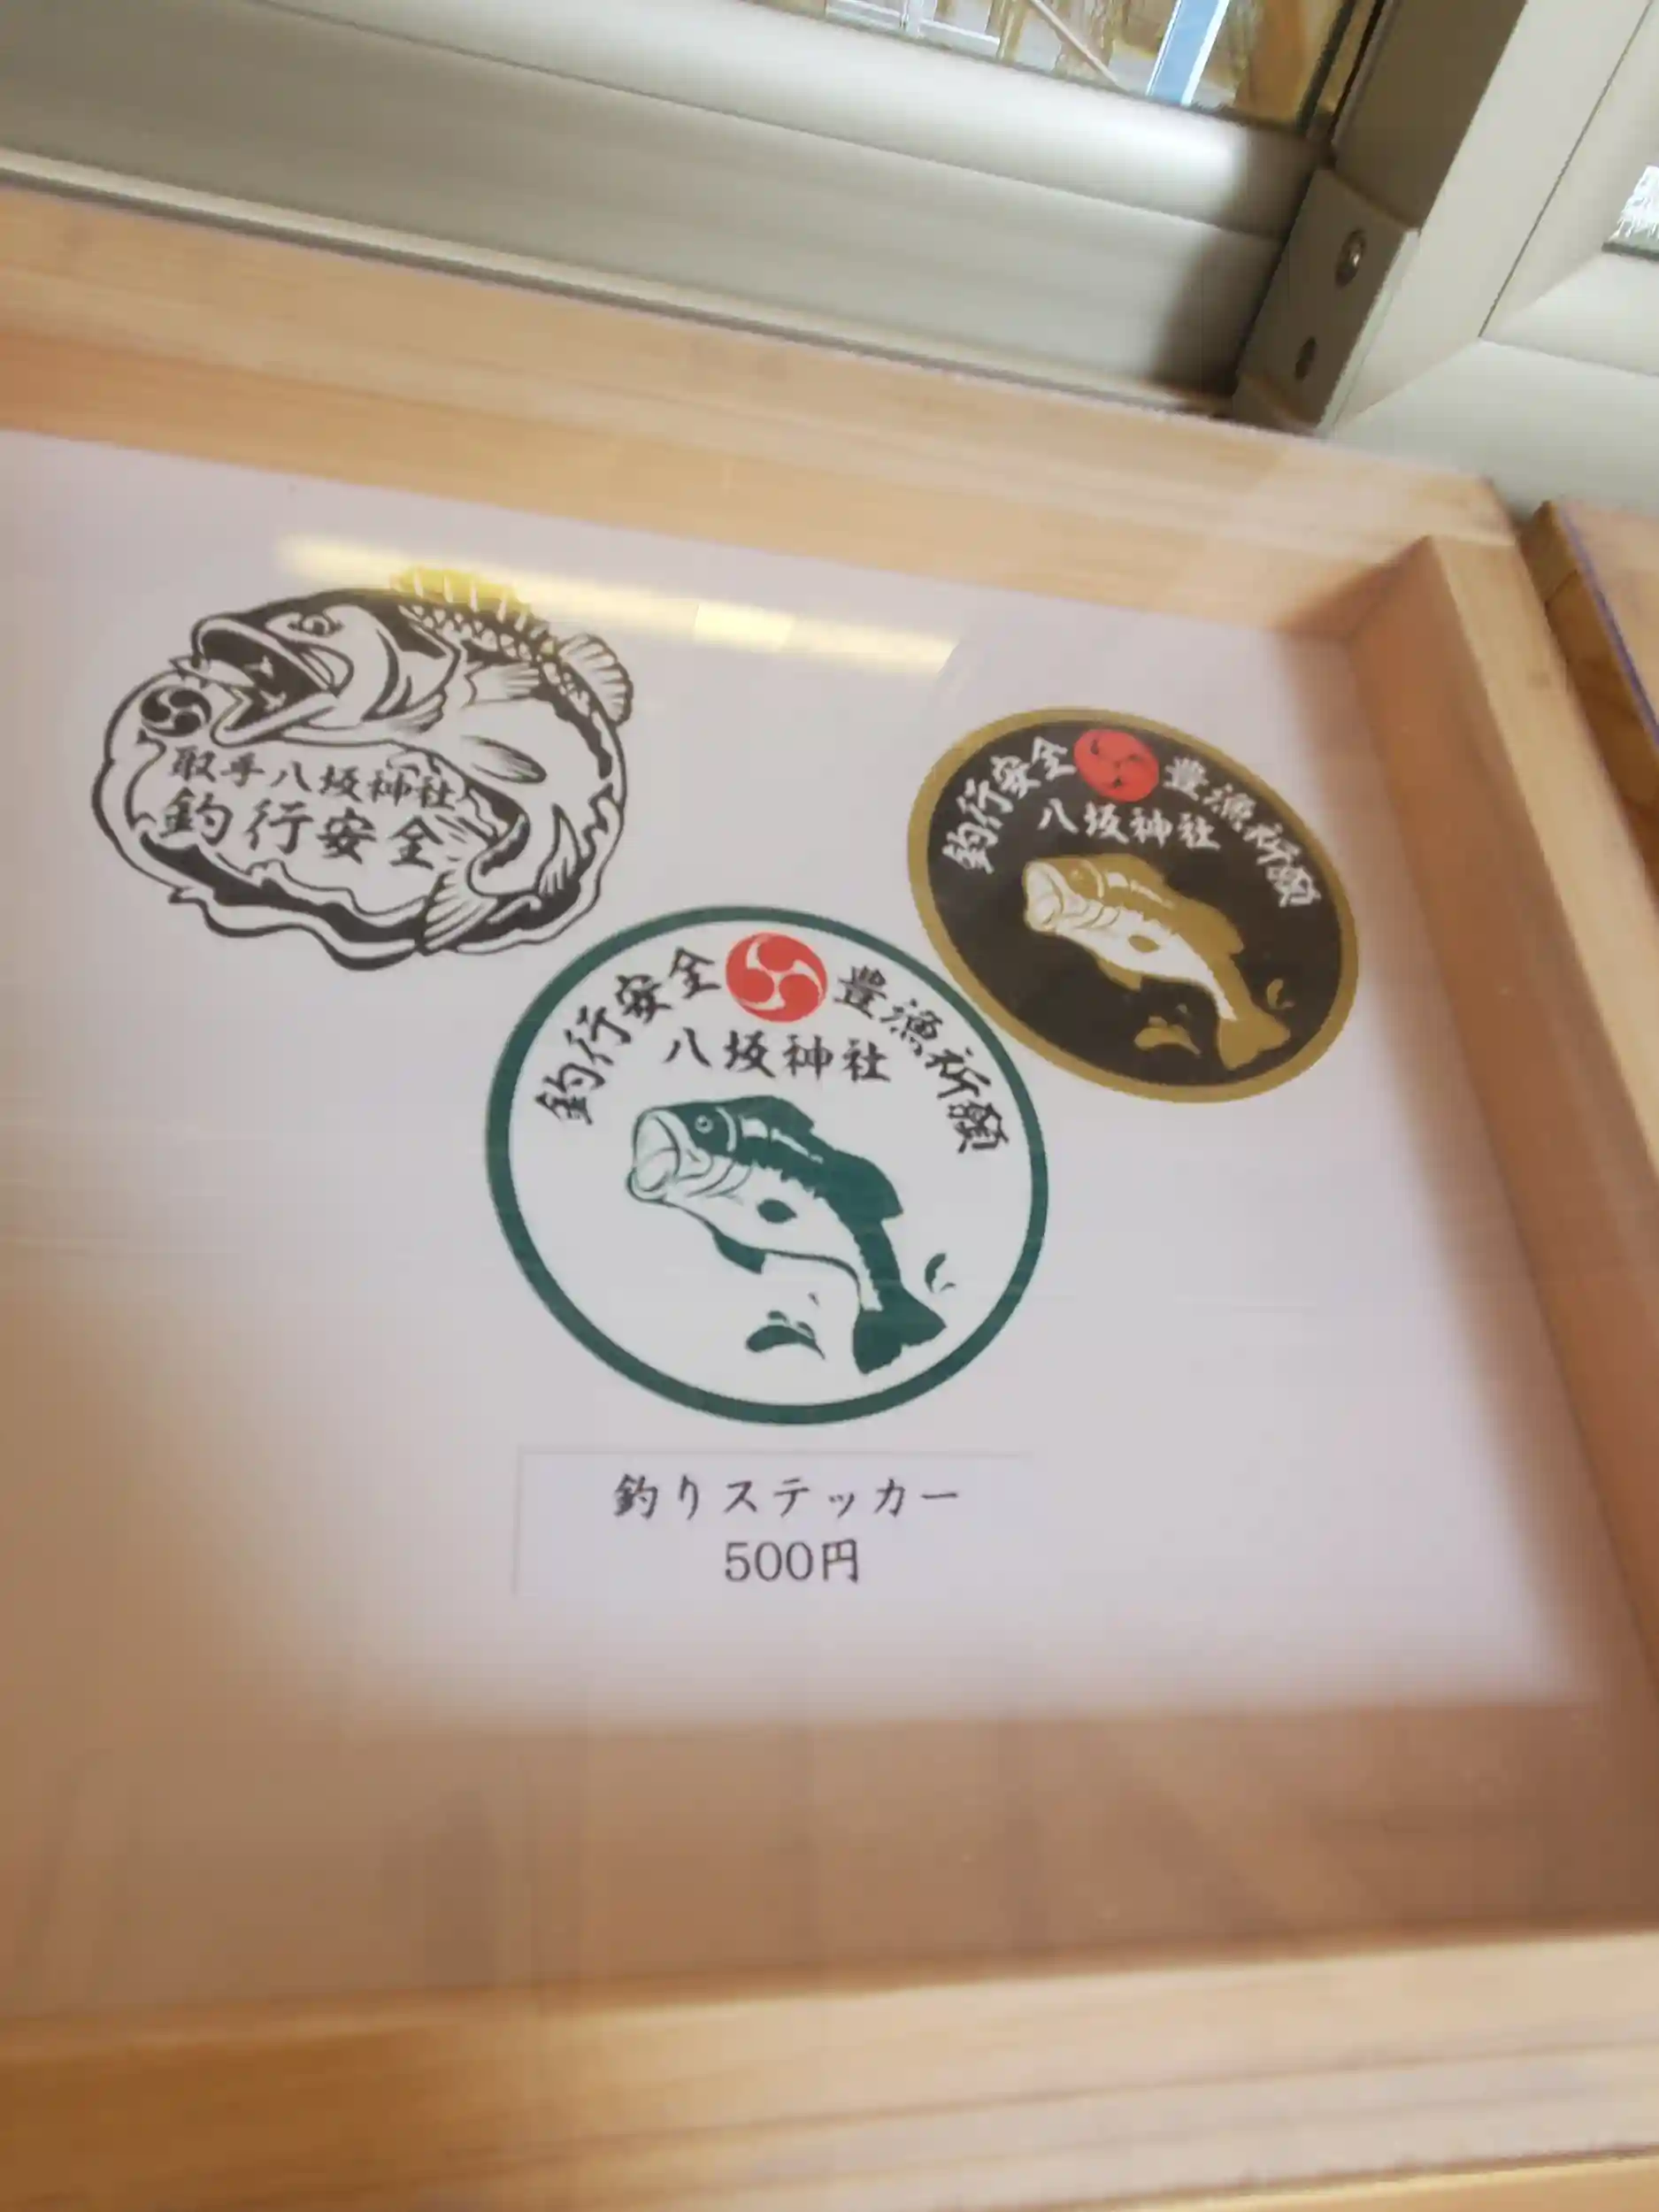 取手八坂神社
釣行安全
釣行安全 豊漁祈願
八坂神社
釣行安全 豊漁祈願
八坂神社
釣りステッカー
500円